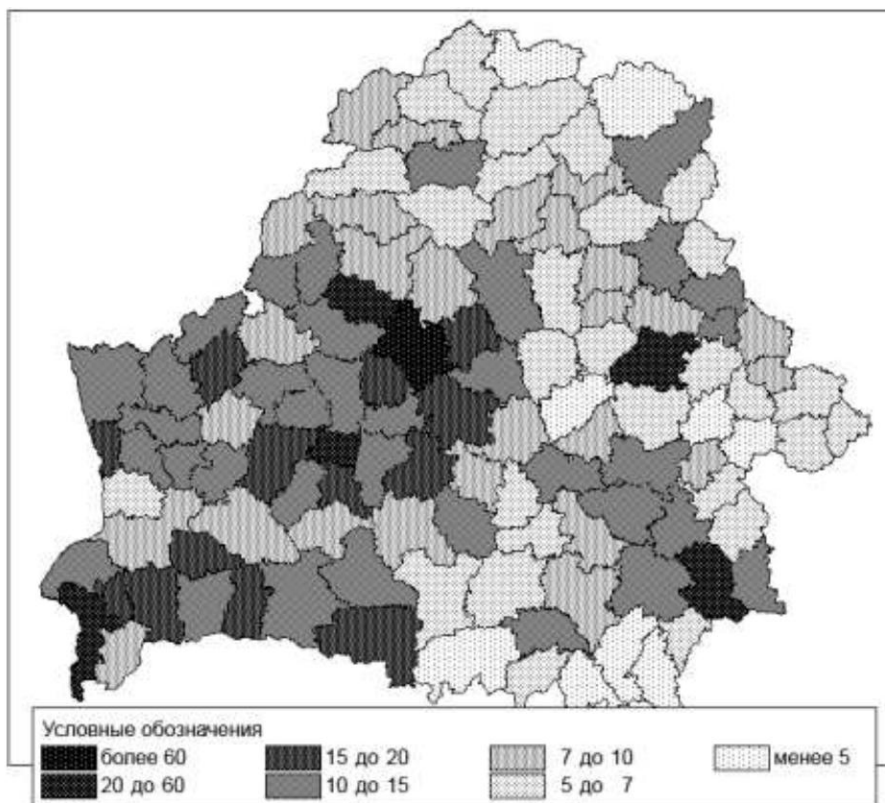 Условные обозначения
более 60 15 до 20 7 до 10 менее 5
20 до 60 10 до 15 5 до 7